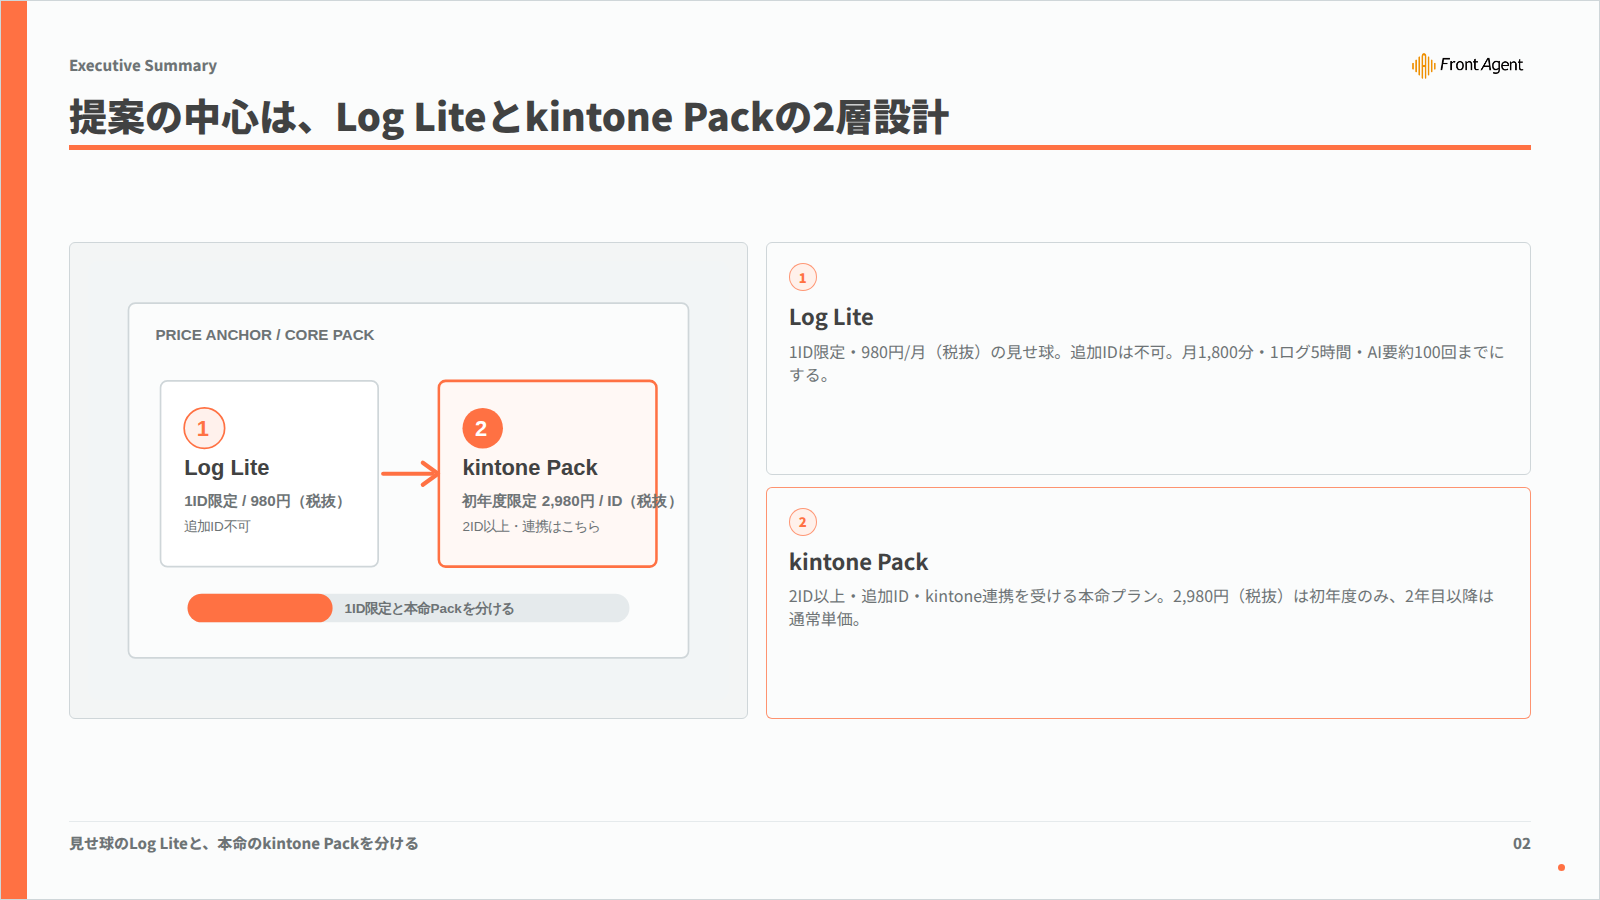 Executive Summary
Front Agent
提案の中心は、Log Liteとkintone Packの2層設計
PRICE ANCHOR / CORE PACK
1
Log Lite
1ID限定 / 980円（税抜）
追加ID不可
2
kintone Pack
初年度限定 2,980円 / ID（税抜）
2ID以上・連携はこちら
1ID限定と本命Packを分ける
1
Log Lite
1ID限定・980円/月（税抜）の見せ球。追加IDは不可。月1,800分・1ログ5時間・AI要約100回までに
する。
2
kintone Pack
2ID以上・追加ID・kintone連携を受ける本命プラン。2,980円（税抜）は初年度のみ、2年目以降は
通常単価。
見せ球のLog Liteと、本命のkintone Packを分ける
02